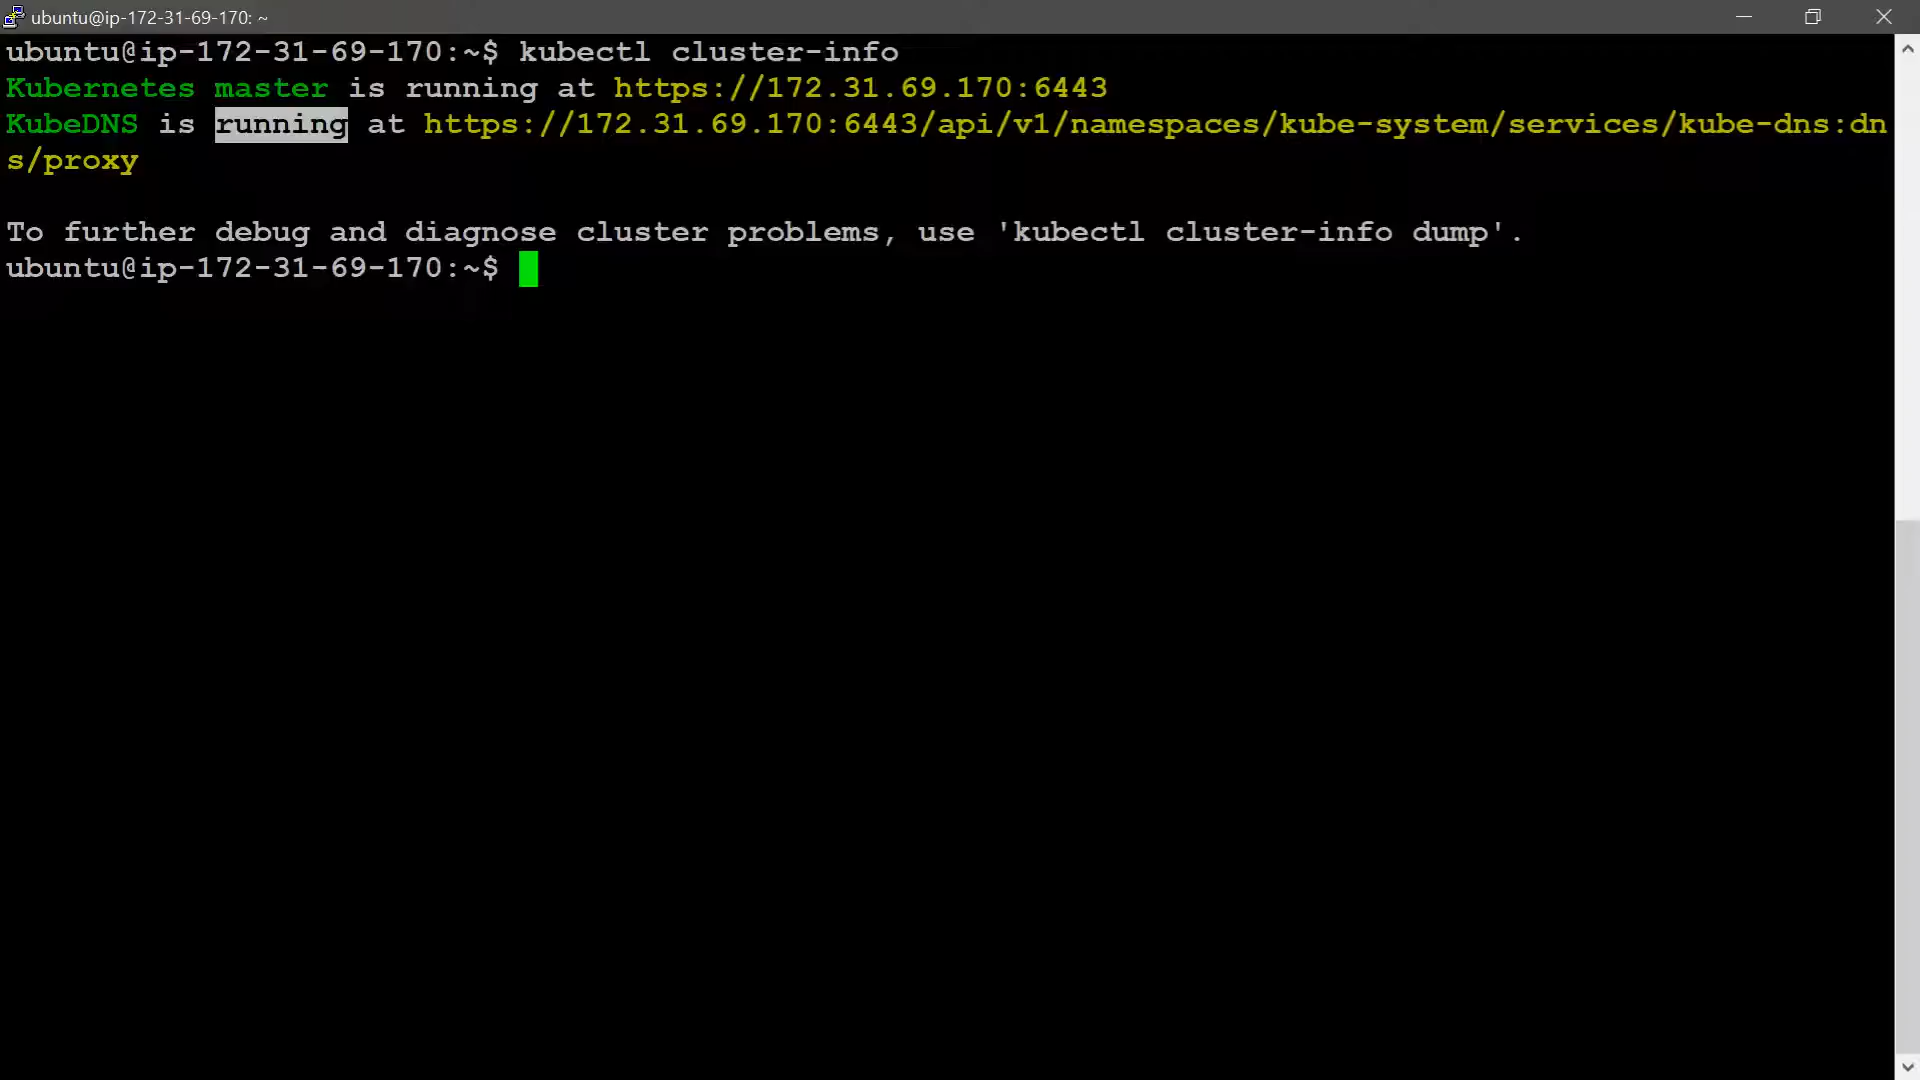 ubuntu@ip-172-31-69-170: ~
ubuntu@ip-172-31-69-170:~$ kubectl cluster-info
Kubernetes master is running at https://172.31.69.170:6443
KubeDNS is running at https://172.31.69.170:6443/api/v1/namespaces/kube-system/services/kube-dns:dn
s/proxy
To further debug and diagnose cluster problems, use 'kubectl cluster-info dump'.
ubuntu@ip-172-31-69-170:~$